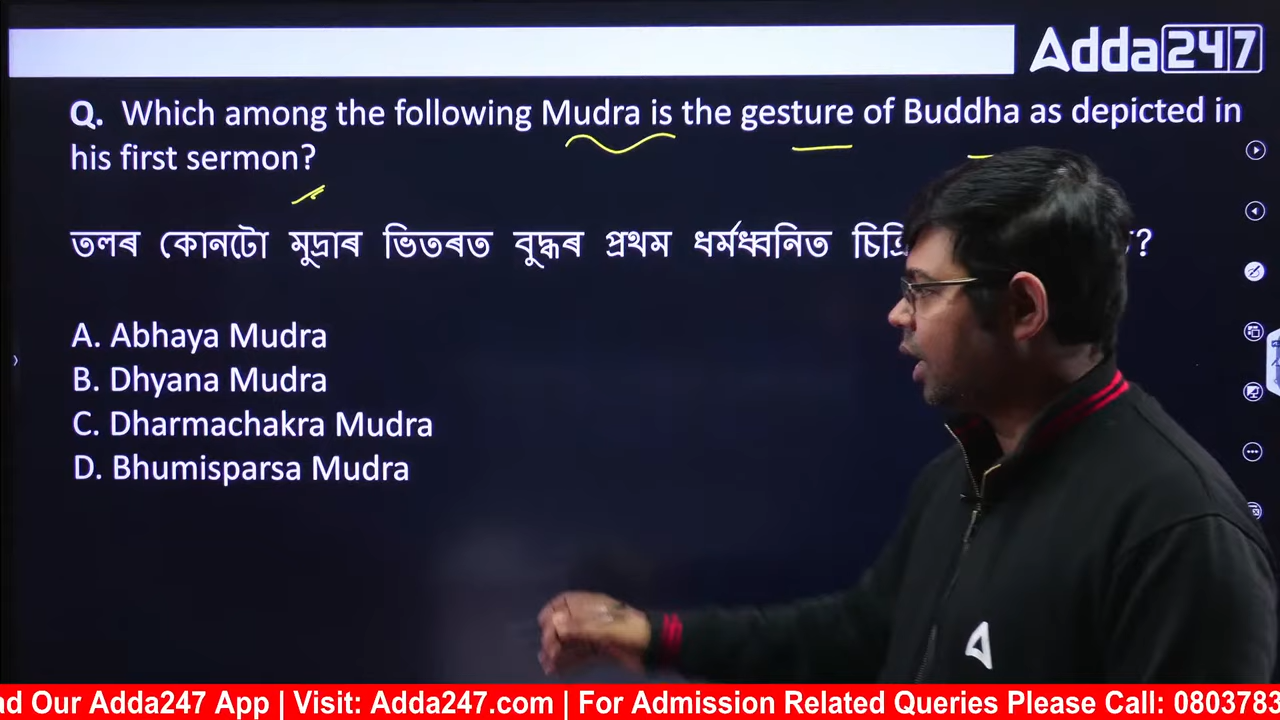 Adda247
Q. Which among the following Mudra is the gesture of Buddha as depicted in
his first sermon?
তলৰ কোনটো মুদ্ৰাৰ ভিতৰত বুদ্ধৰ প্ৰথম ধৰ্মধ্বনিত
A. Abhaya Mudra
B. Dhyana Mudra
C. Dharmachakra Mudra
D. Bhumisparsa Mudra
Our Adda247 App | Visit: Adda247.com | For Admission Related Queries Please Call: 0803783